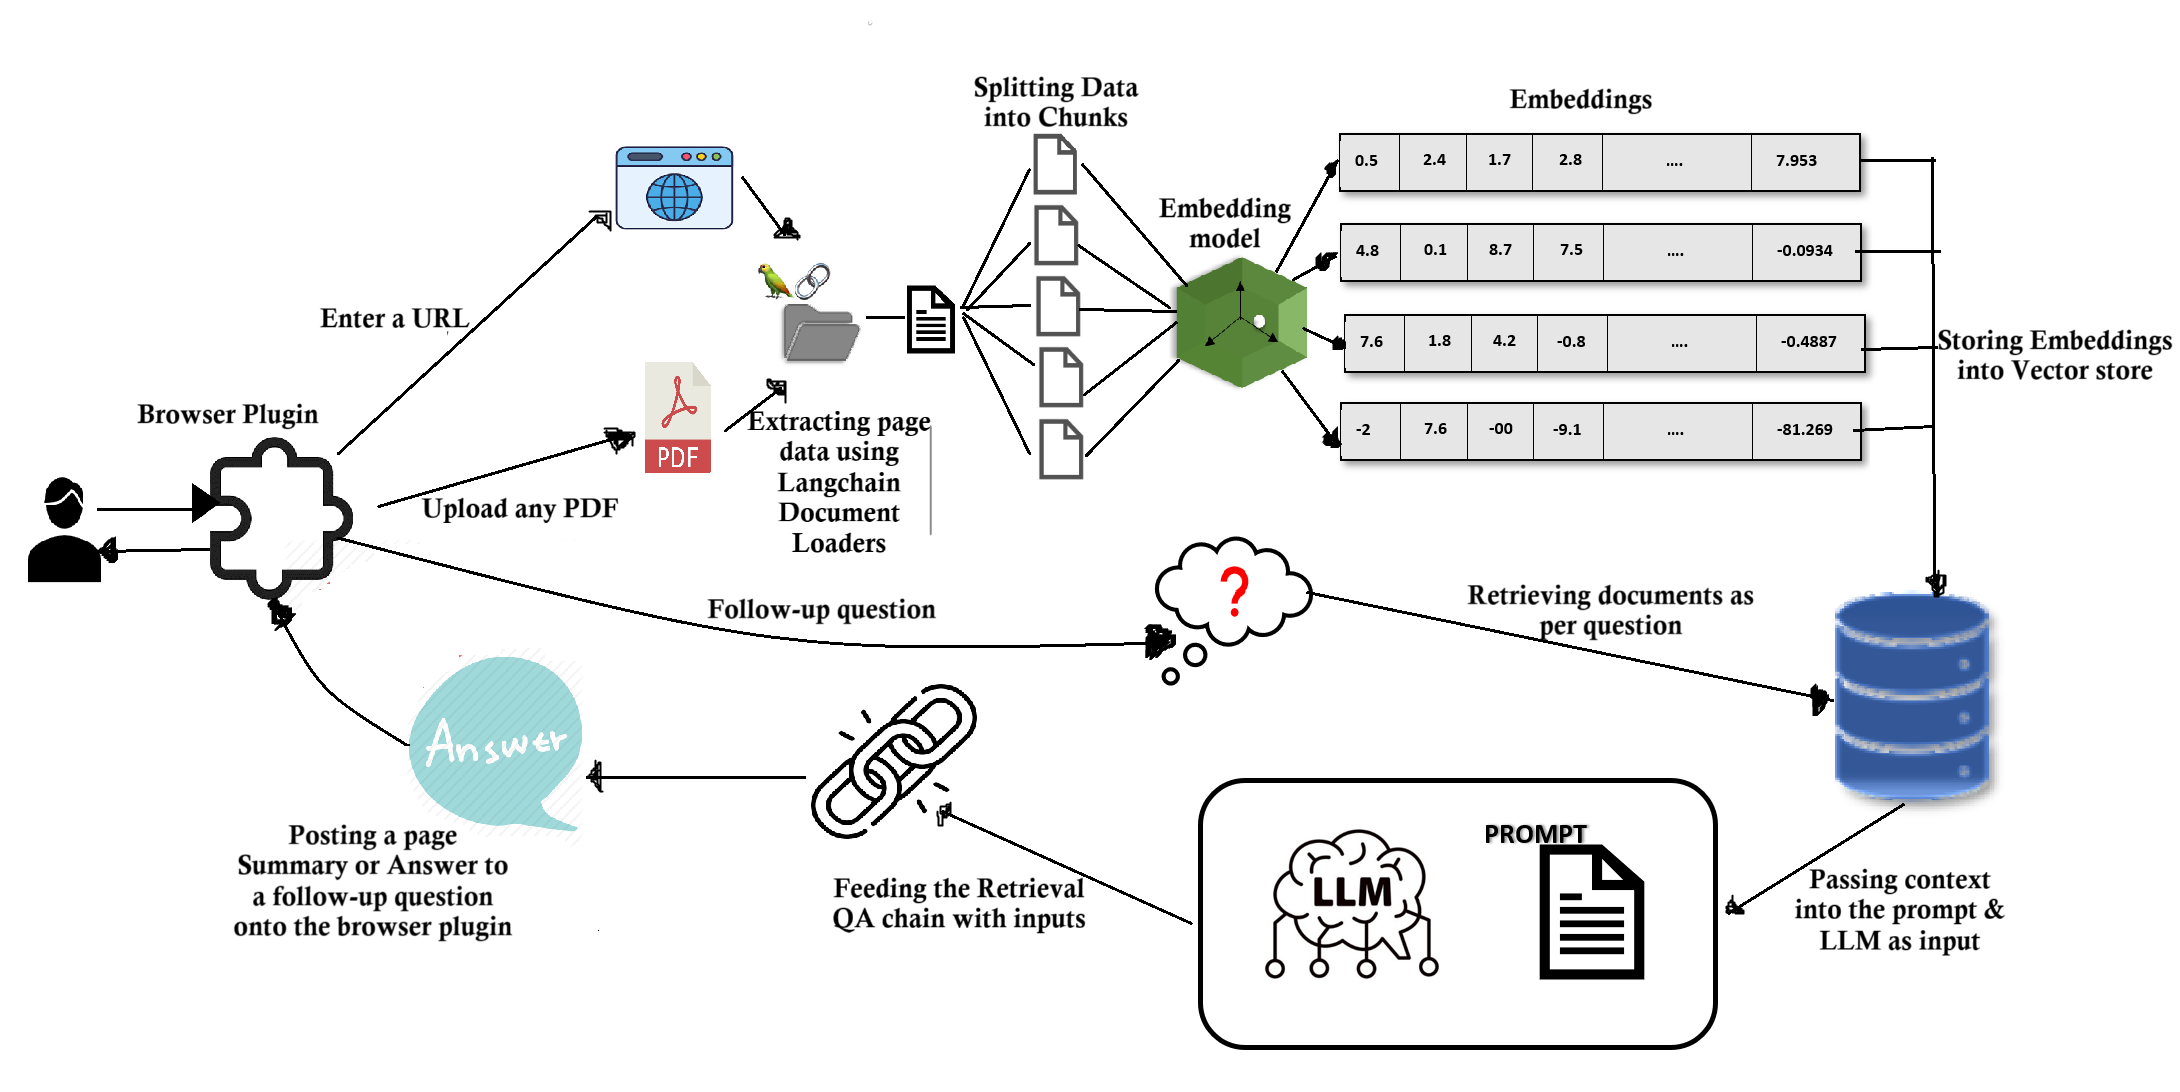 Splitting Data
into Chunks
Embeddings
0.5 2.4 1.7 2.8 .... 7.953
Embedding
model
4.8 0.1 8.7 7.5 .... -0.0934
Enter a URL
7.6 1.8 4.2 -0.8 .... -0.4887
Storing Embeddings
into Vector store
Browser Plugin
PDF
Extracting page
data using
Langchain
Document
Loaders
-2 7.6 -00 -9.1 .... -81.269
Upload any PDF
Follow-up question
?
Retrieving documents as
per question
Answer
Posting a page
Summary or Answer to
a follow-up question
onto the browser plugin
Feeding the Retrieval
QA chain with inputs
LLM
PROMPT
Passing context
into the prompt &
LLM as input